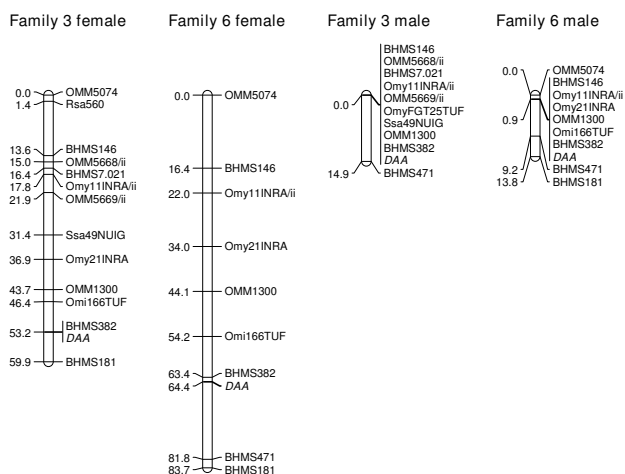 Family 3 female
0.0 OMM5074
1.4 Rsa560
13.6 BHMS146
15.0 OMM5668/ii
16.4 BHMS7.021
17.8 Omy11INRA/ii
21.9 OMM5669/ii
31.4 Ssa49NUIG
36.9 Omy21INRA
43.7 OMM1300
46.4 Omi166TUF
BHMS382
53.2
DAA
59.9 BHMS181
Family 6 female
0.0 OMM5074
16.4 BHMS146
22.0 Omy11INRA/ii
34.0 Omy21INRA
44.1 OMM1300
54.2 Omi166TUF
63.4 BHMS382
64.4 DAA
81.8 BHMS471
83.7 BHMS181
Family 3 male
BHMS146
OMM5668/ii
BHMS7.021
Omy11INRA/ii
OMM5669/ii
0.0 OmyFGT25TUF
Ssa49NUIG
OMM1300
BHMS382
DAA
14.9 BHMS471
Family 6 male
0.0 OMM5074
BHMS146
Omy11INRA/ii
Omy21INRA
0.9 OMM1300
Omi166TUF
BHMS382
DAA
9.2 BHMS471
13.8 BHMS181